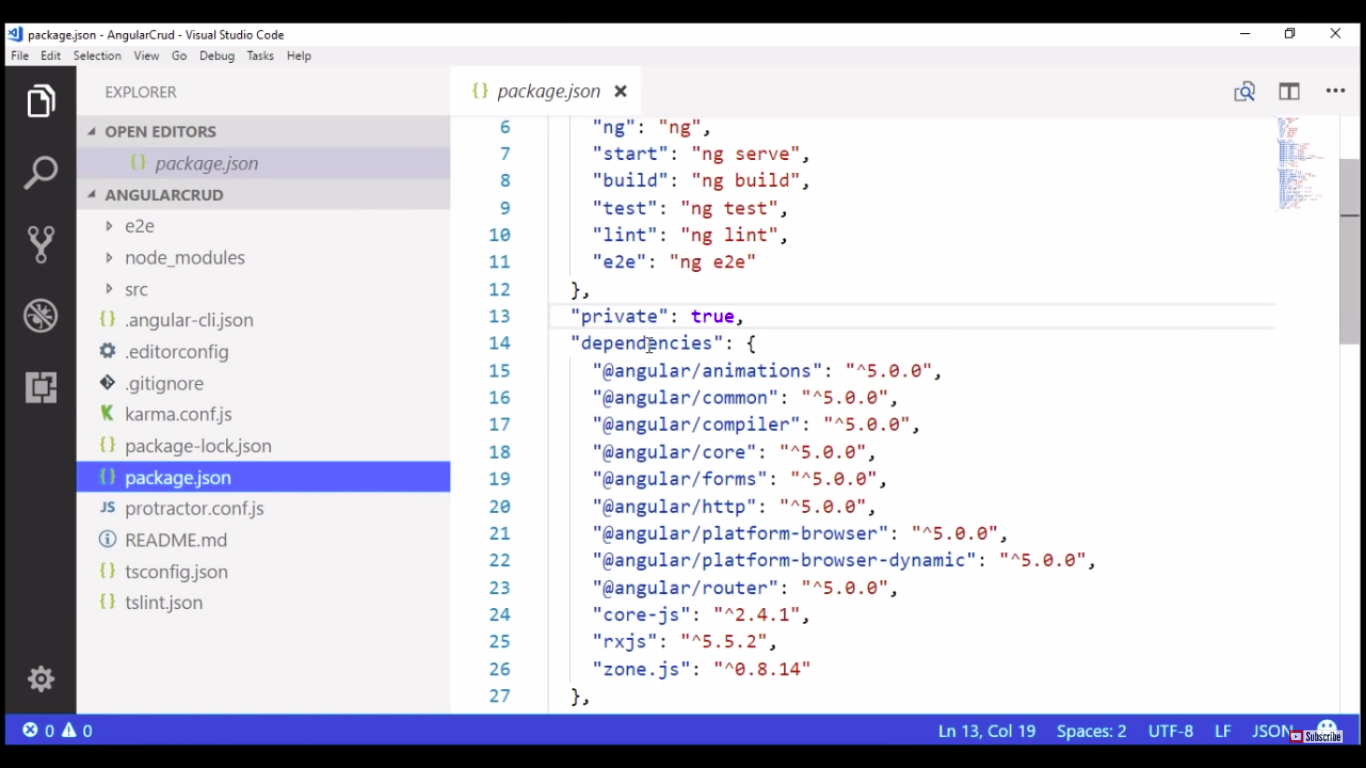 package.json - AngularCrud - Visual Studio Code
File Edit Selection View Go Debug Tasks Help
EXPLORER
OPEN EDITORS
{} package.json
ANGULARCRUD
e2e
node_modules
src
{} .angular-cli.json
.editorconfig
.gitignore
K karma.conf.js
{} package-lock.json
{} package.json
JS protractor.conf.js
README.md
{} tsconfig.json
{} tslint.json
{} package.json
6 "ng": "ng",
7 "start": "ng serve",
8 "build": "ng build",
9 "test": "ng test",
10 "lint": "ng lint",
11 "e2e": "ng e2e"
12 },
13 "private": true,
14 "dependencies": {
15 "@angular/animations": "^5.0.0",
16 "@angular/common": "^5.0.0",
17 "@angular/compiler": "^5.0.0",
18 "@angular/core": "^5.0.0",
19 "@angular/forms": "^5.0.0",
20 "@angular/http": "^5.0.0",
21 "@angular/platform-browser": "^5.0.0",
22 "@angular/platform-browser-dynamic": "^5.0.0",
23 "@angular/router": "^5.0.0",
24 "core-js": "^2.4.1",
25 "rxjs": "^5.5.2",
26 "zone.js": "^0.8.14"
27 },
0 0 Ln 13, Col 19 Spaces: 2 UTF-8 LF JSON
Subscribe